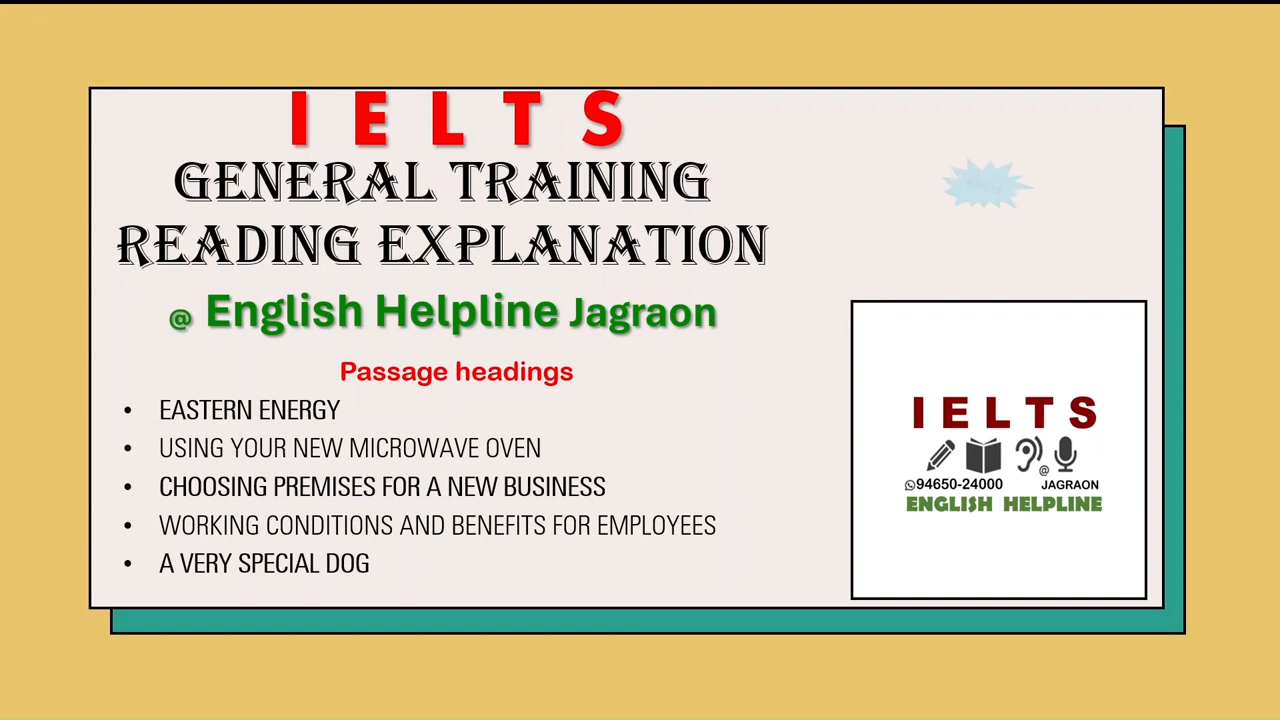 I E L T S
GENERAL TRAINING
READING EXPLANATION
@ English Helpline Jagraon
Passage headings
• EASTERN ENERGY
• USING YOUR NEW MICROWAVE OVEN
• CHOOSING PREMISES FOR A NEW BUSINESS
• WORKING CONDITIONS AND BENEFITS FOR EMPLOYEES
• A VERY SPECIAL DOG
I E L T S
@
94650-24000 JAGRAON
ENGLISH HELPLINE